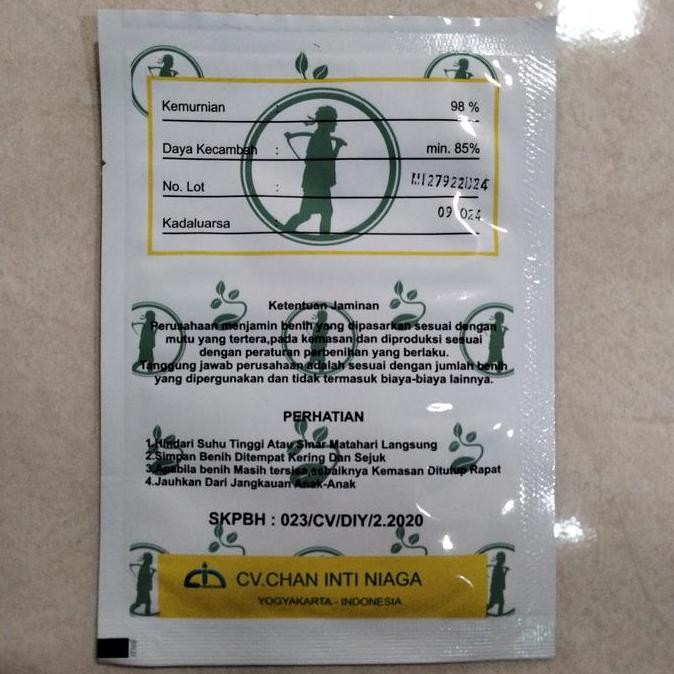 Kemurnian 98 %
Daya Kecambah : min. 85%
No. Lot :
Kadaluarsa :
Ketentuan Jaminan
Perusahaan menjamin benih yang dipasarkan sesuai dengan
mutu yang tertera,pada kemasan dan diproduksi sesuai
dengan peraturan perbenihan yang berlaku.
Tanggung jawab perusahaan adalah sesuai dengan jumlah benih
yang dipergunakan dan tidak termasuk biaya-biaya lainnya.
PERHATIAN
1.Hindari Suhu Tinggi Atau Sinar Matahari Langsung
2.Simpan Benih Ditempat Kering Dan Sejuk
3.Apabila benih Masih tersisa,sebaiknya Kemasan Ditutup Rapat
4.Jauhkan Dari Jangkauan Anak-Anak
SKPBH : 023/CV/DIY/2.2020
CV.CHAN INTI NIAGA
YOGYAKARTA - INDONESIA